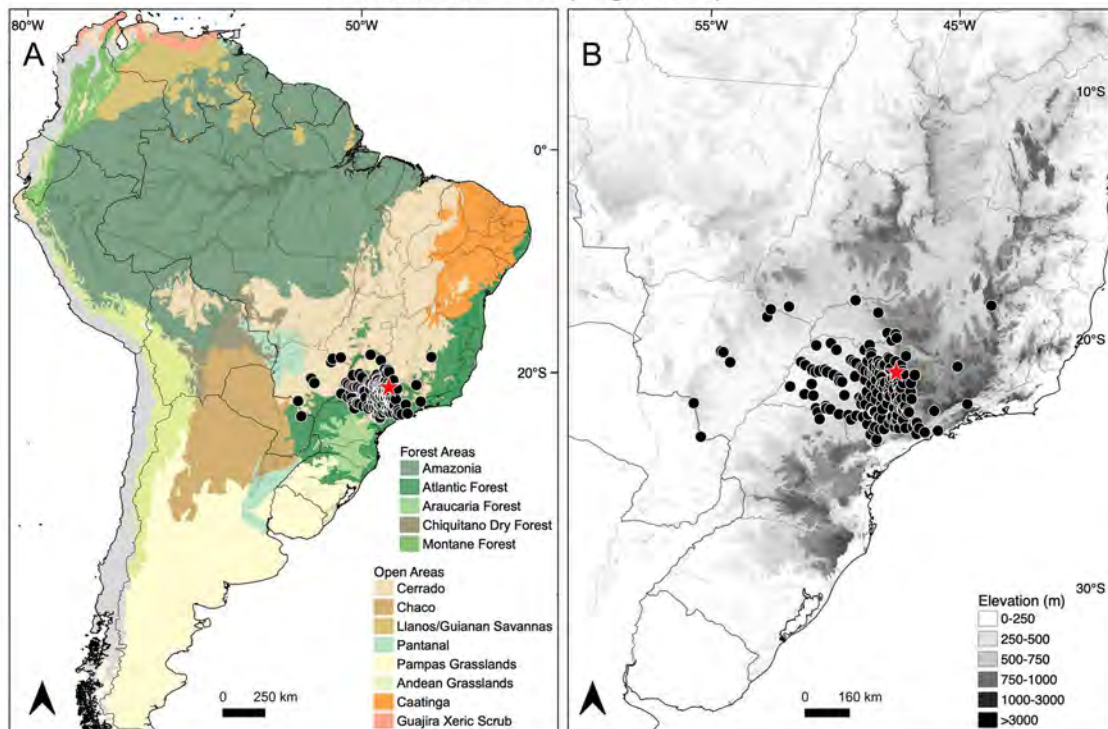 80°W
50°W
A
0°
20°S
Forest Areas
Amazonia
Atlantic Forest
Araucaria Forest
Chiquitano Dry Forest
Montane Forest
Open Areas
Cerrado
Chaco
Llanos/Guianan Savannas
Pantanal
Pampas Grasslands
Andean Grasslands
Caatinga
Guajira Xeric Scrub
0 250 km
55°W
45°W
B
10°S
20°S
30°S
Elevation (m)
0-250
250-500
500-750
750-1000
1000-3000
>3000
0 160 km